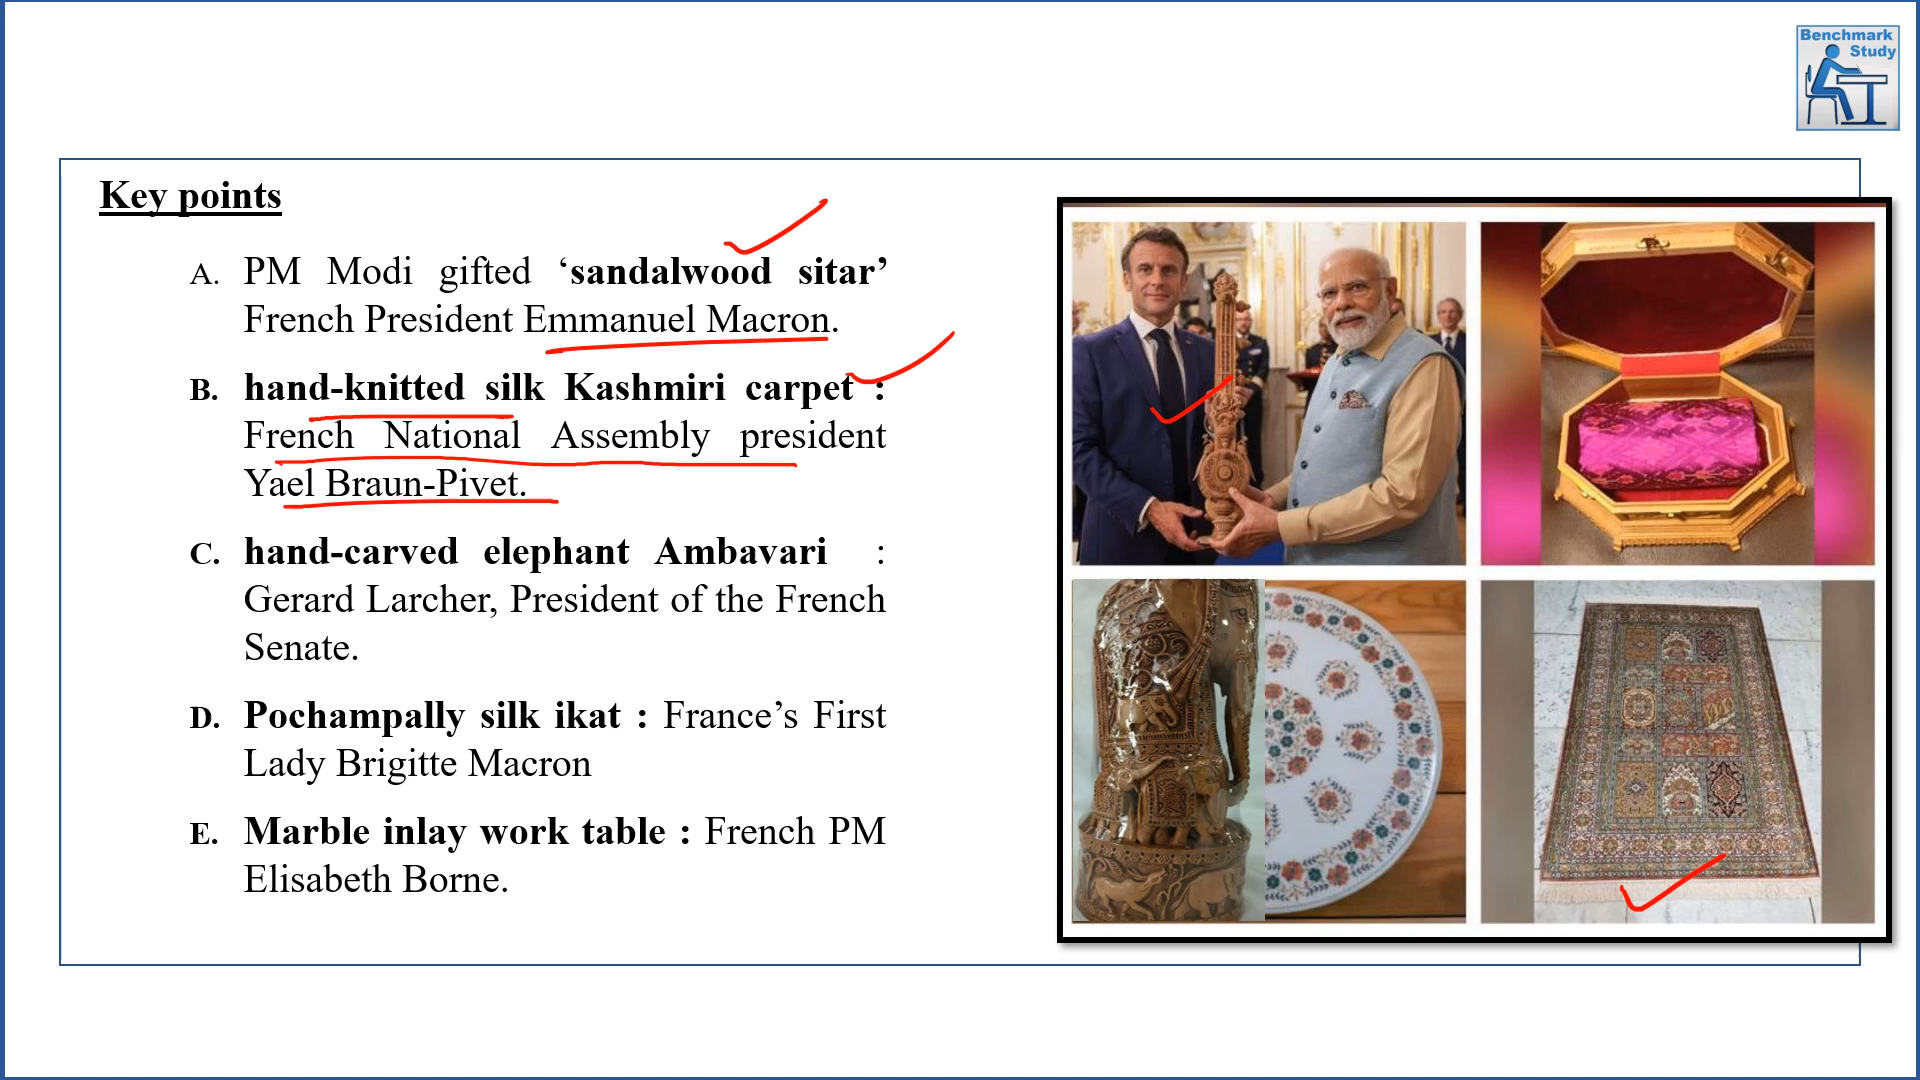 Benchmark
Study
Key points
A. PM Modi gifted ‘sandalwood sitar’
French President Emmanuel Macron.
B. hand-knitted silk Kashmiri carpet :
French National Assembly president
Yael Braun-Pivet.
C. hand-carved elephant Ambavari :
Gerard Larcher, President of the French
Senate.
D. Pochampally silk ikat : France’s First
Lady Brigitte Macron
E. Marble inlay work table : French PM
Elisabeth Borne.